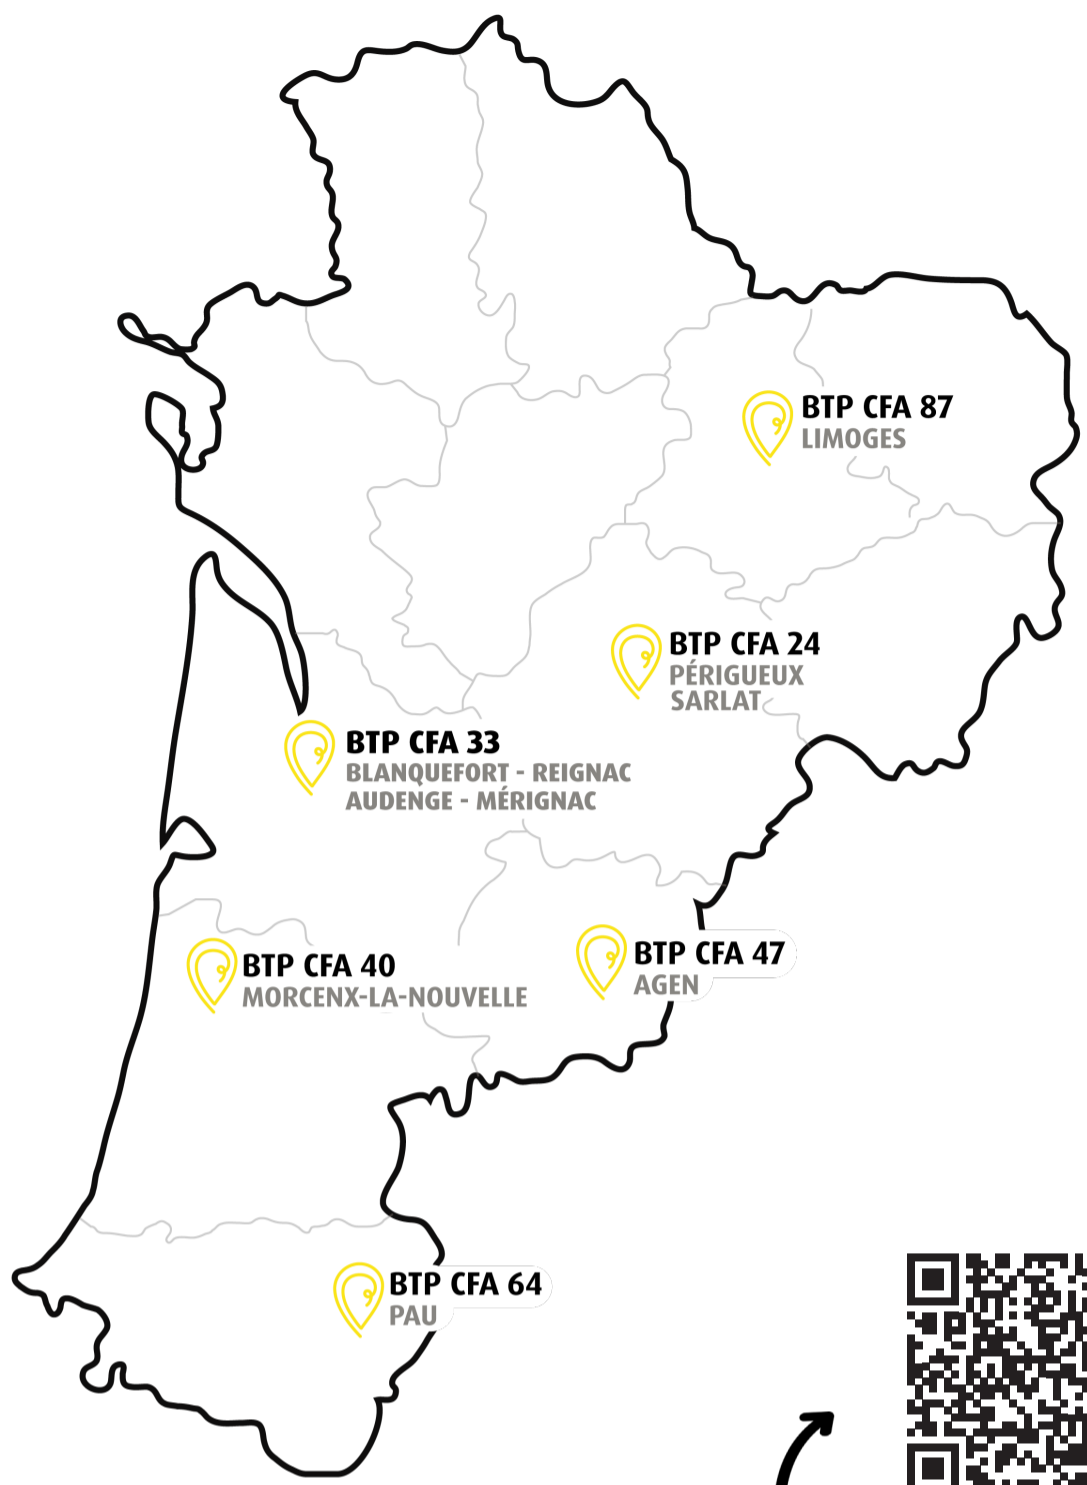 BTP CFA 87
LIMOGES
BTP CFA 24
PÉRIGUEUX
SARLAT
BTP CFA 33
BLANQUEFORT - REIGNAC
AUDENGE - MÉRIGNAC
BTP CFA 47
AGEN
BTP CFA 40
MORCENX-LA-NOUVELLE
BTP CFA 64
PAU